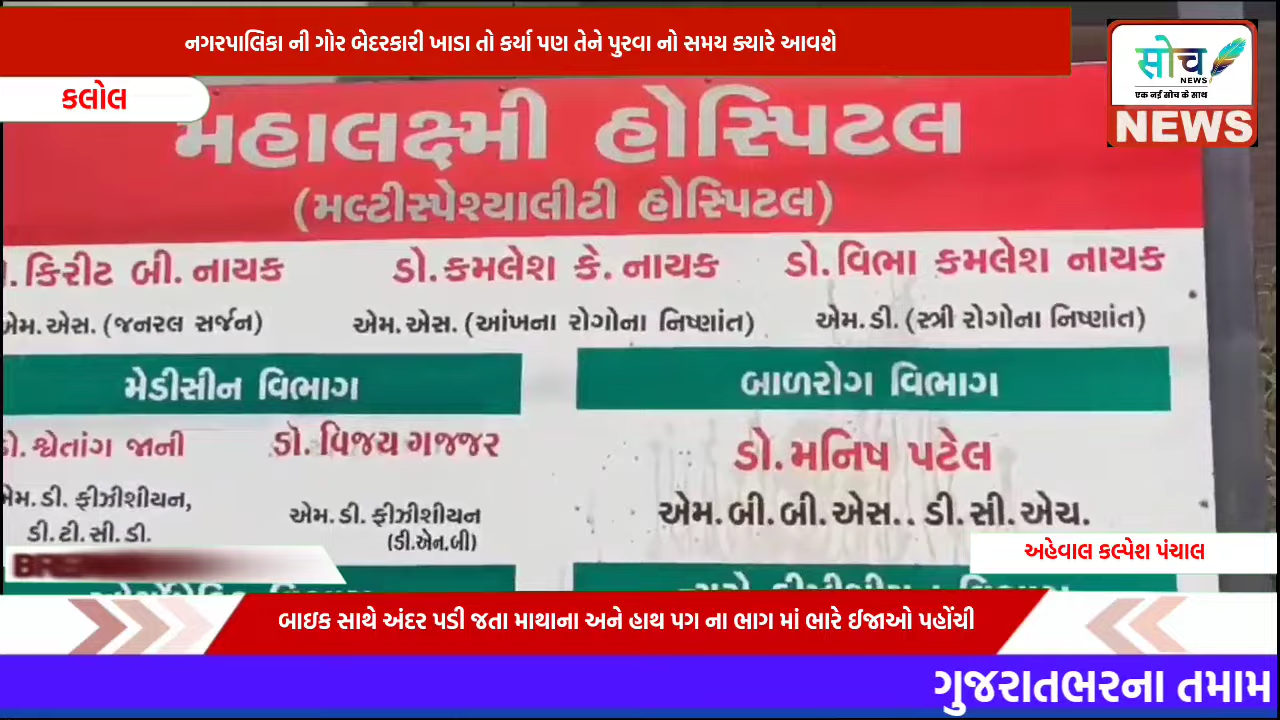 નગરપાલિકા ની ગોર બેદરકારી ખાડા તો કર્યા પણ તેને પુરવા નો સમય ક્યારે આવશે
सोच
NEWS
एक नई सोच के साथ
NEWS
કલોલ
મહાલક્ષ્મી હોસ્પિટલ
(મલ્ટીસ્પેશ્યાલીટી હોસ્પિટલ)
.કિરીટ બી. નાયક ડો.કમલેશ કે. નાયક ડો.વિભા કમલેશ નાયક
એમ.એસ. (જનરલ સર્જન) એમ.એસ. (આંખના રોગોના નિષ્ણાંત) એમ.ડી. (સ્ત્રી રોગોના નિષ્ણાંત)
મેડીસીન વિભાગ બાળરોગ વિભાગ
ડો.શ્વેતાંગ જાની ડૉ.વિજય ગજ્જર ડો.મનિષ પટેલ
એમ.ડી. ફીઝીશીયન, એમ.ડી. ફીઝીશીયન એમ.બી.બી.એસ.. ડી.સી.એચ.
ડી.ટી.સી.ડી. (ડી.એન.બી)
અહેવાલ કલ્પેશ પંચાલ
બાઇક સાથે અંદર પડી જતા માથાના અને હાથ પગ ના ભાગ માં ભારે ઈજાઓ પહોંચી
ગુજરાતભરના તમામ